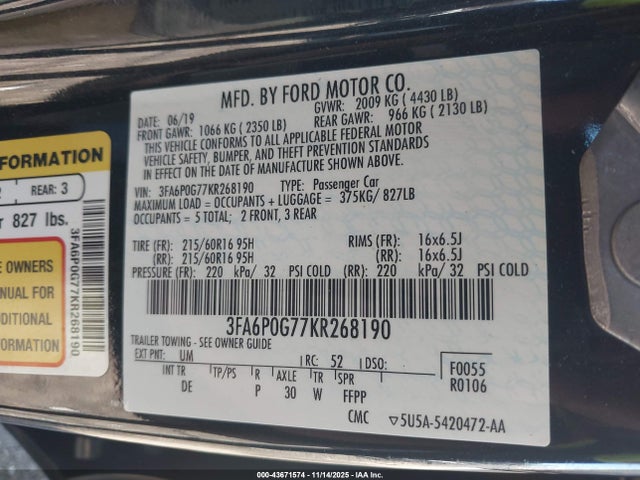 MFD. BY FORD MOTOR CO.
DATE: 06/19 GVWR: 2009 KG ( 4430 LB)
FRONT GAWR: 1066 KG ( 2350 LB) REAR GAWR: 966 KG ( 2130 LB)
THIS VEHICLE CONFORMS TO ALL APPLICABLE FEDERAL MOTOR
VEHICLE SAFETY, BUMPER, AND THEFT PREVENTION STANDARDS
IN EFFECT ON THE DATE OF MANUFACTURE SHOWN ABOVE.
VIN: 3FA6P0G77KR268190 TYPE: Passenger Car
MAXIMUM LOAD = OCCUPANTS + LUGGAGE = 375KG/ 827LB
OCCUPANTS = 5 TOTAL; 2 FRONT, 3 REAR
TIRE (FR) 215/60R16 95H RIMS (FR): 16x6.5J
(RR) 215/60R16 95H (RR): 16x6.5J
PRESSURE (FR): 220 kPa/ 32 PSI COLD (RR): 220 kPa/ 32 PSI COLD
3FA6P0G77KR268190
TRAILER TOWING - SEE OWNER GUIDE
EXT PNT: UM RC: 52 DSO: F0055
INT TR TP/PS R AXLE TR SPR R0106
DE P 30 W FFPP
CMC 5U5A-5420472-AA
FORMATION
2 REAR: 3
r 827 lbs.
E OWNERS
NUAL FOR
DDITIONAL
ORMATION
3FA6P0G77KR268190
000-43671574 11/14/2025 IAA Inc.